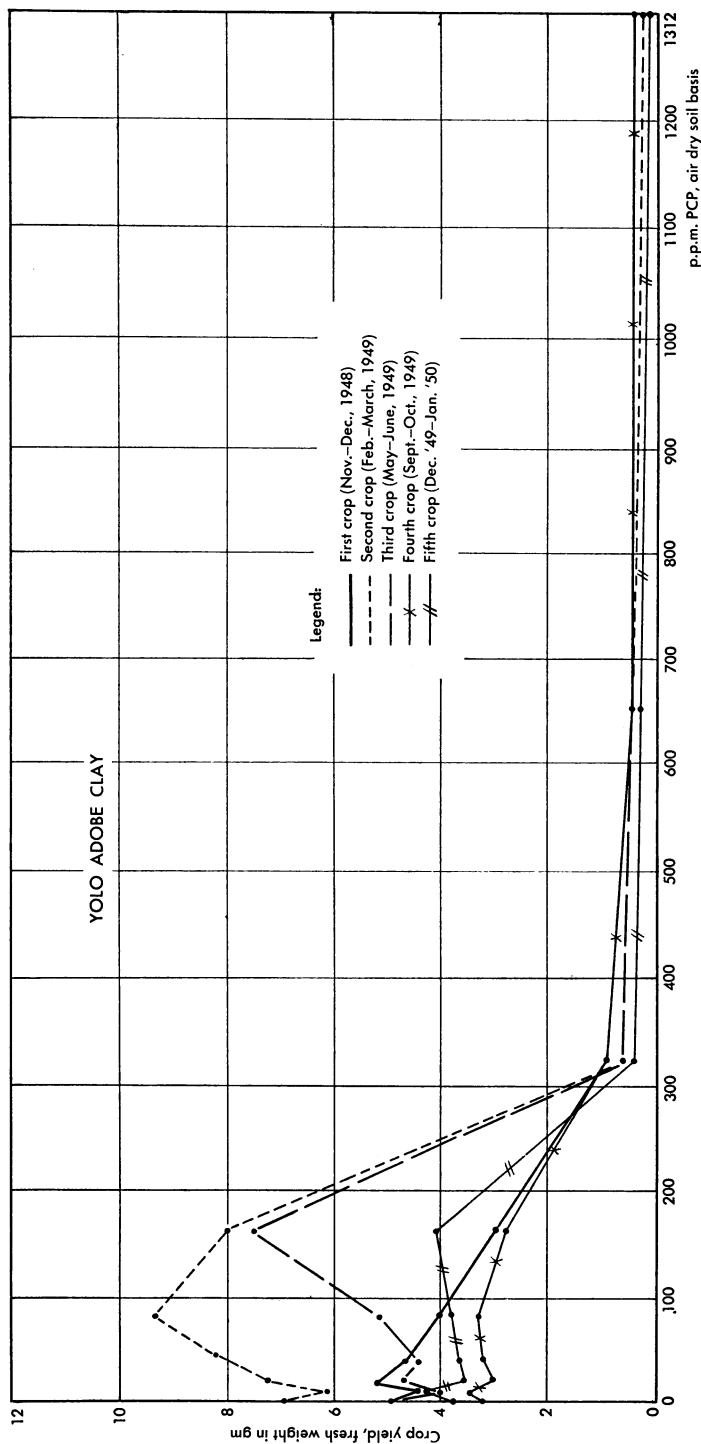 YOLO ADOBE CLAY
Crop yield, fresh weight in gm
12
10
8
6
4
2
0
Legend:
First crop (Nov.–Dec., 1948)
Second crop (Feb.–March, 1949)
Third crop (May–June, 1949)
Fourth crop (Sept.–Oct., 1949)
Fifth crop (Dec. '49–Jan. '50)
0
100
200
300
400
500
600
700
800
900
1000
1100
1200
1312
p.p.m. PCP, air dry soil basis